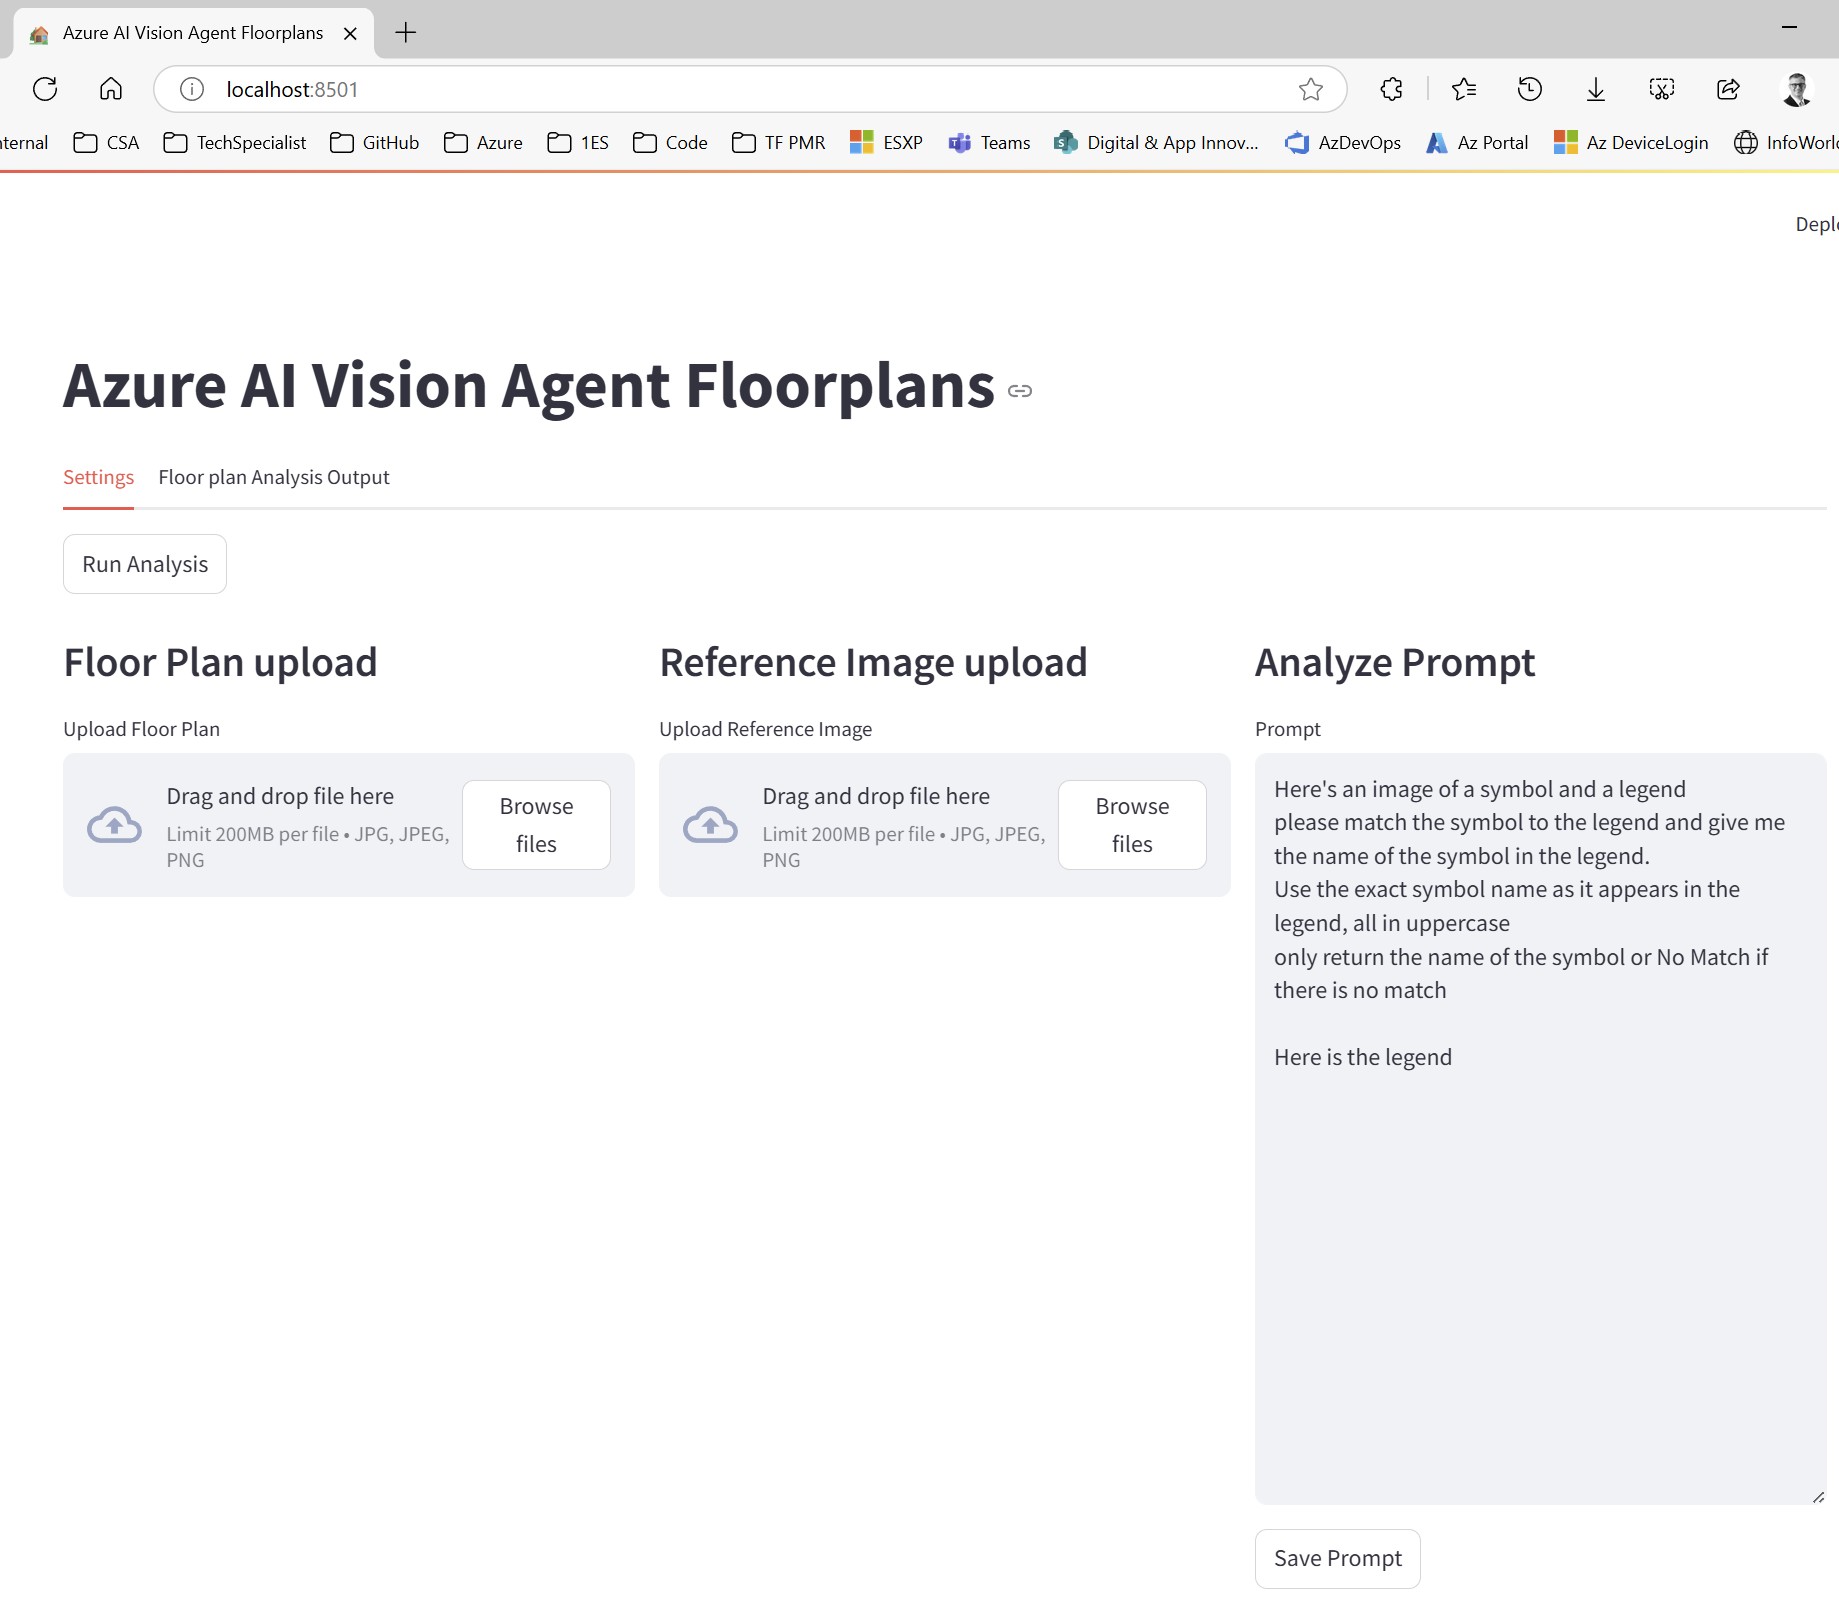 Azure AI Vision Agent Floorplans
localhost:8501
nternal CSA TechSpecialist GitHub Azure 1ES Code TF PMR ESXP Teams Digital & App Innov... AzDevOps Az Portal Az DeviceLogin InfoWorl
Deplo
Azure AI Vision Agent Floorplans
Settings Floor plan Analysis Output
Run Analysis
Floor Plan upload
Upload Floor Plan
Drag and drop file here
Limit 200MB per file • JPG, JPEG,
PNG
Browse
files
Reference Image upload
Upload Reference Image
Drag and drop file here
Limit 200MB per file • JPG, JPEG,
PNG
Browse
files
Analyze Prompt
Prompt
Here's an image of a symbol and a legend
please match the symbol to the legend and give me
the name of the symbol in the legend.
Use the exact symbol name as it appears in the
legend, all in uppercase
only return the name of the symbol or No Match if
there is no match
Here is the legend
Save Prompt